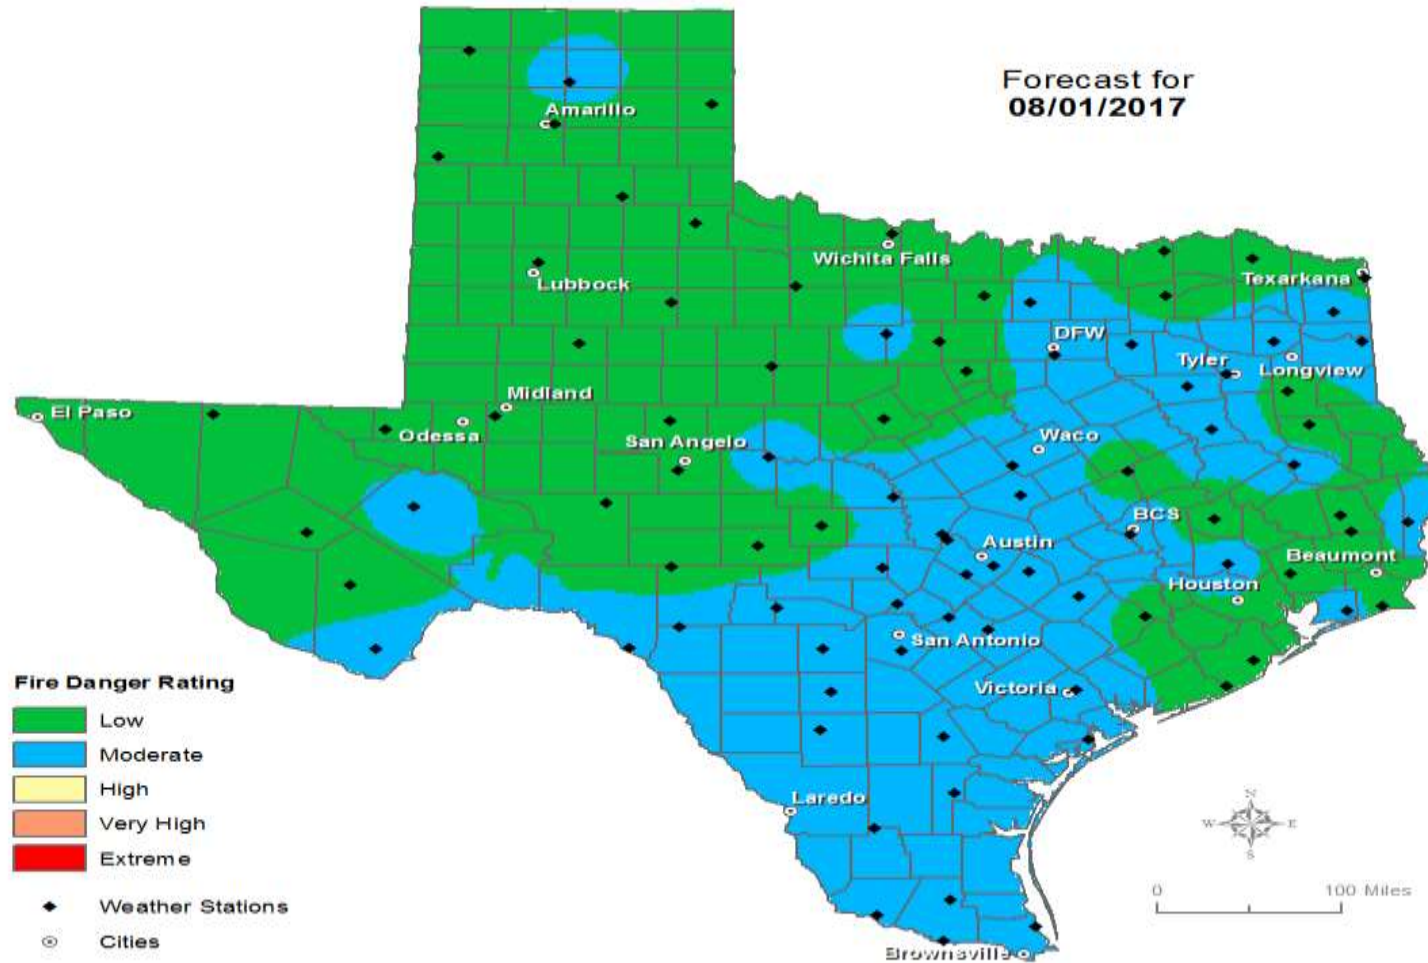 Forecast for
08/01/2017
Amarillo
Wichita Falls
Lubbock
Texarkana
DFW
Tyler
Longview
Midland
El Paso
Odessa
San Angelo
Waco
BCS
Austin
Beaumont
Houston
San Antonio
Victoria
Laredo
Brownsville
Fire Danger Rating
Low
Moderate
High
Very High
Extreme
Weather Stations
Cities
N
W E
S
0 100 Miles